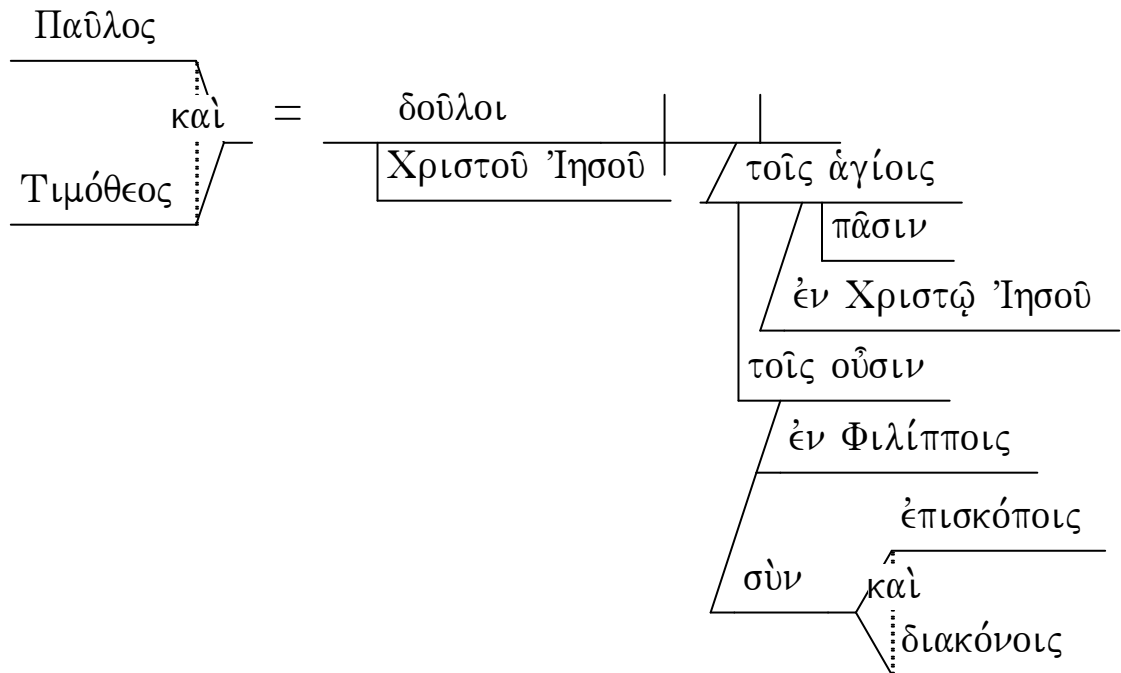 Παῦλος
καὶ = δοῦλοι
Χριστοῦ Ἰησοῦ τοῖς ἁγίοις
Τιμόθεος
πᾶσιν
ἐν Χριστῷ Ἰησοῦ
τοῖς οὖσιν
ἐν Φιλίπποις
ἐπισκόποις
σὺν καὶ
διακόνοις